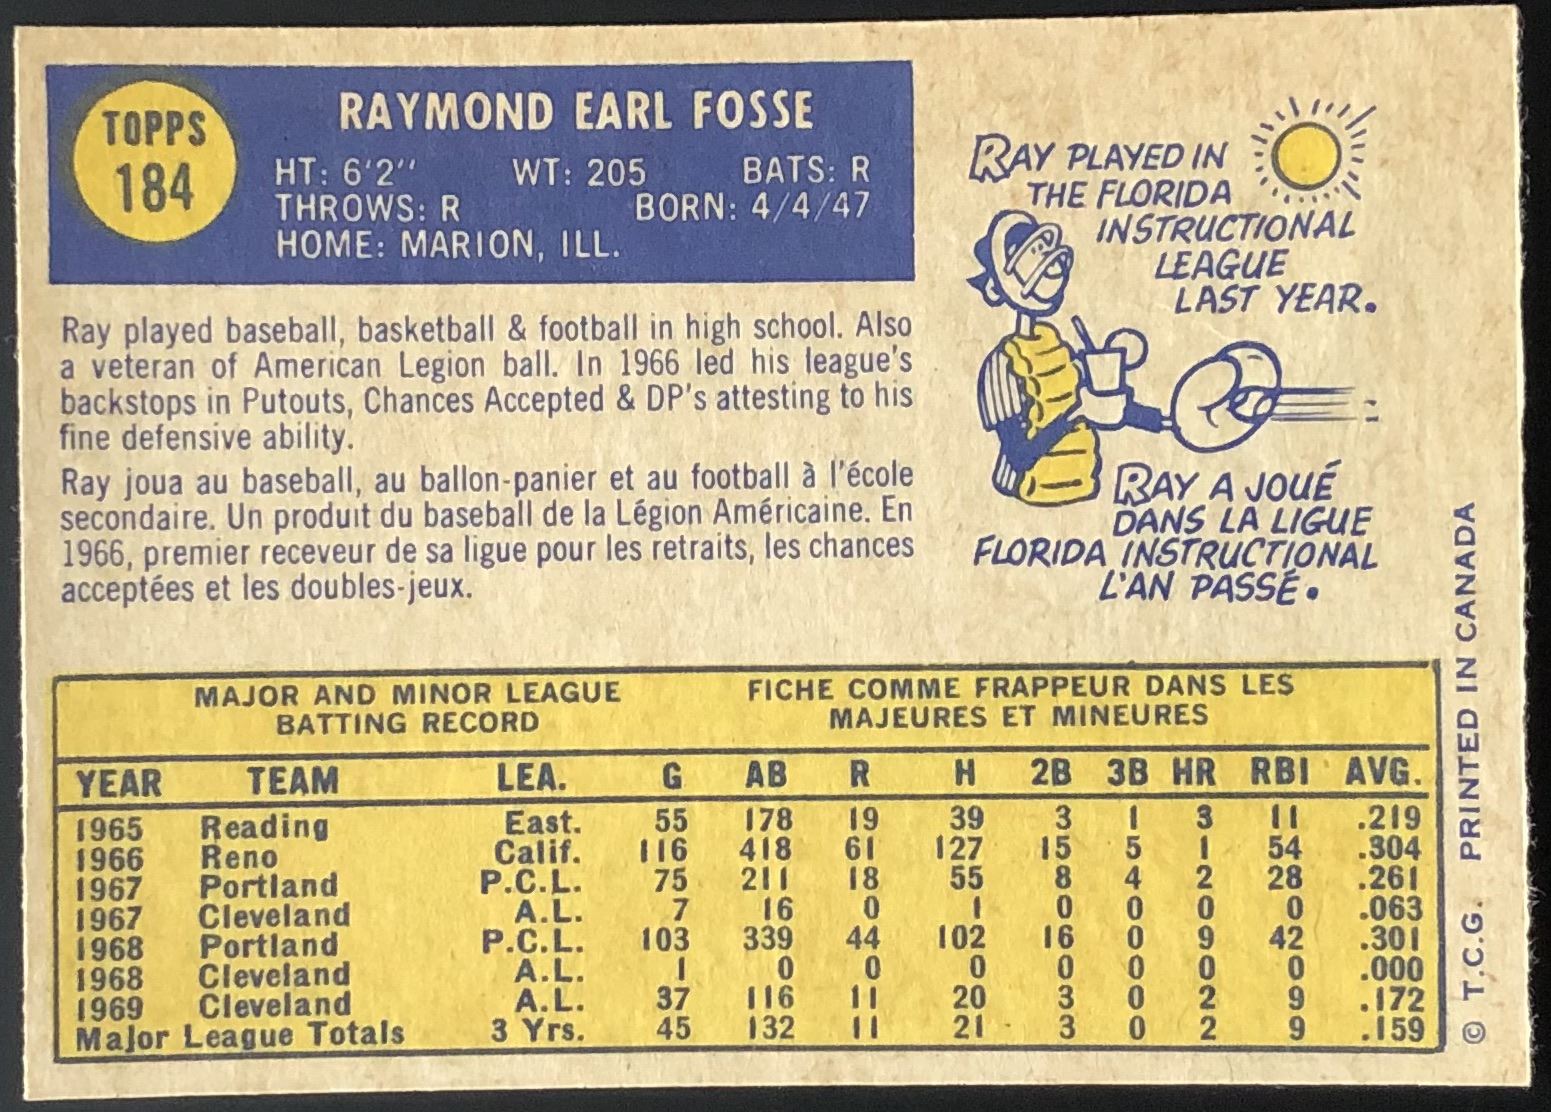 TOPPS
184
RAYMOND EARL FOSSE
HT: 6'2" WT: 205 BATS: R
THROWS: R BORN: 4/4/47
HOME: MARION, ILL.
Ray played baseball, basketball & football in high school. Also
a veteran of American Legion ball. In 1966 led his league's
backstops in Putouts, Chances Accepted & DP's attesting to his
fine defensive ability.
Ray joua au baseball, au ballon-panier et au football à l'école
secondaire. Un produit du baseball de la Légion Américaine. En
1966, premier receveur de sa ligue pour les retraits, les chances
acceptées et les doubles-jeux.
RAY PLAYED IN
THE FLORIDA
INSTRUCTIONAL
LEAGUE
LAST YEAR.
RAY A JOUÉ
DANS LA LIGUE
FLORIDA INSTRUCTIONAL
L'AN PASSÉ.
MAJOR AND MINOR LEAGUE
BATTING RECORD
FICHE COMME FRAPPEUR DANS LES
MAJEURES ET MINEURES
YEAR TEAM LEA. G AB R H 2B 3B HR RBI AVG.
1965 Reading East. 55 178 19 39 3 1 3 11 .219
1966 Reno Calif. 116 418 61 127 15 5 1 54 .304
1967 Portland P.C.L. 75 211 18 55 8 4 2 28 .261
1967 Cleveland A.L. 7 16 0 1 0 0 0 0 .063
1968 Portland P.C.L. 103 339 44 102 16 0 9 42 .301
1968 Cleveland A.L. 1 0 0 0 0 0 0 0 .000
1969 Cleveland A.L. 37 116 11 20 3 0 2 9 .172
Major League Totals 3 Yrs. 45 132 11 21 3 0 2 9 .159
© T.C.G. PRINTED IN CANADA